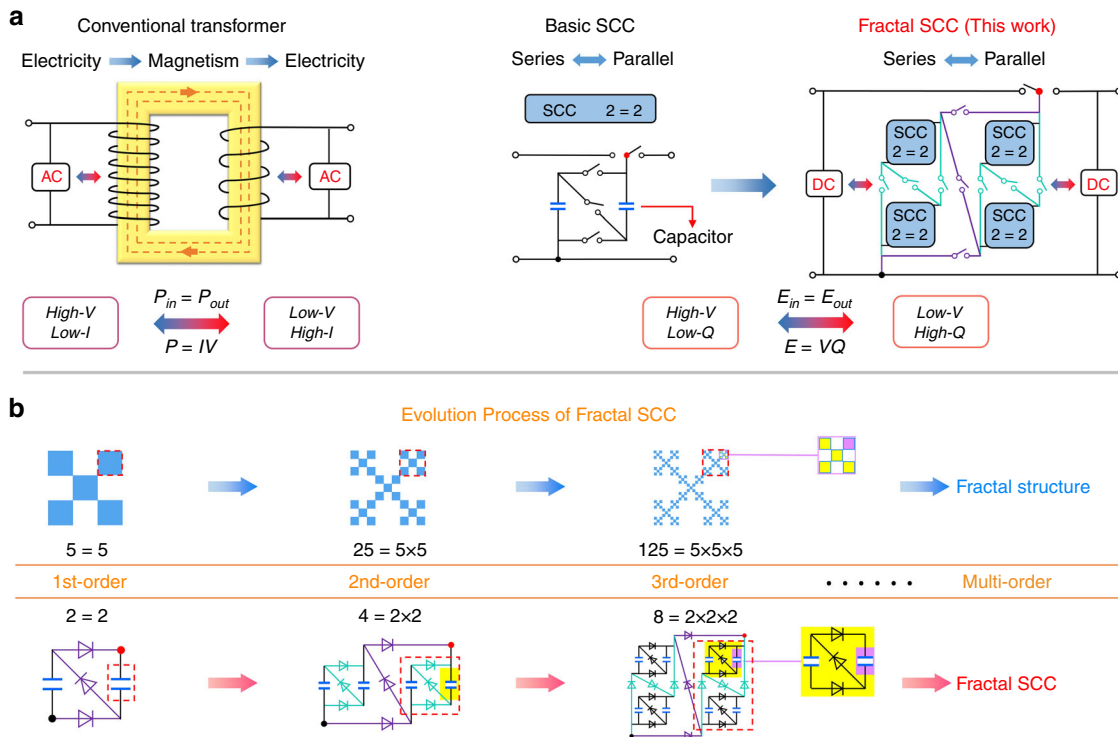 a
Conventional transformer
Electricity Magnetism Electricity
AC
AC
High-V
Low-I
P_in = P_out
P = IV
Low-V
High-I
Basic SCC
Series Parallel
SCC 2 = 2
Capacitor
Fractal SCC (This work)
Series Parallel
SCC
2 = 2
SCC
2 = 2
DC
DC
SCC
2 = 2
SCC
2 = 2
High-V
Low-Q
E_in = E_out
E = VQ
Low-V
High-Q
b
Evolution Process of Fractal SCC
Fractal structure
5 = 5
25 = 5×5
125 = 5×5×5
1st-order
2nd-order
3rd-order
······
Multi-order
2 = 2
4 = 2×2
8 = 2×2×2
Fractal SCC